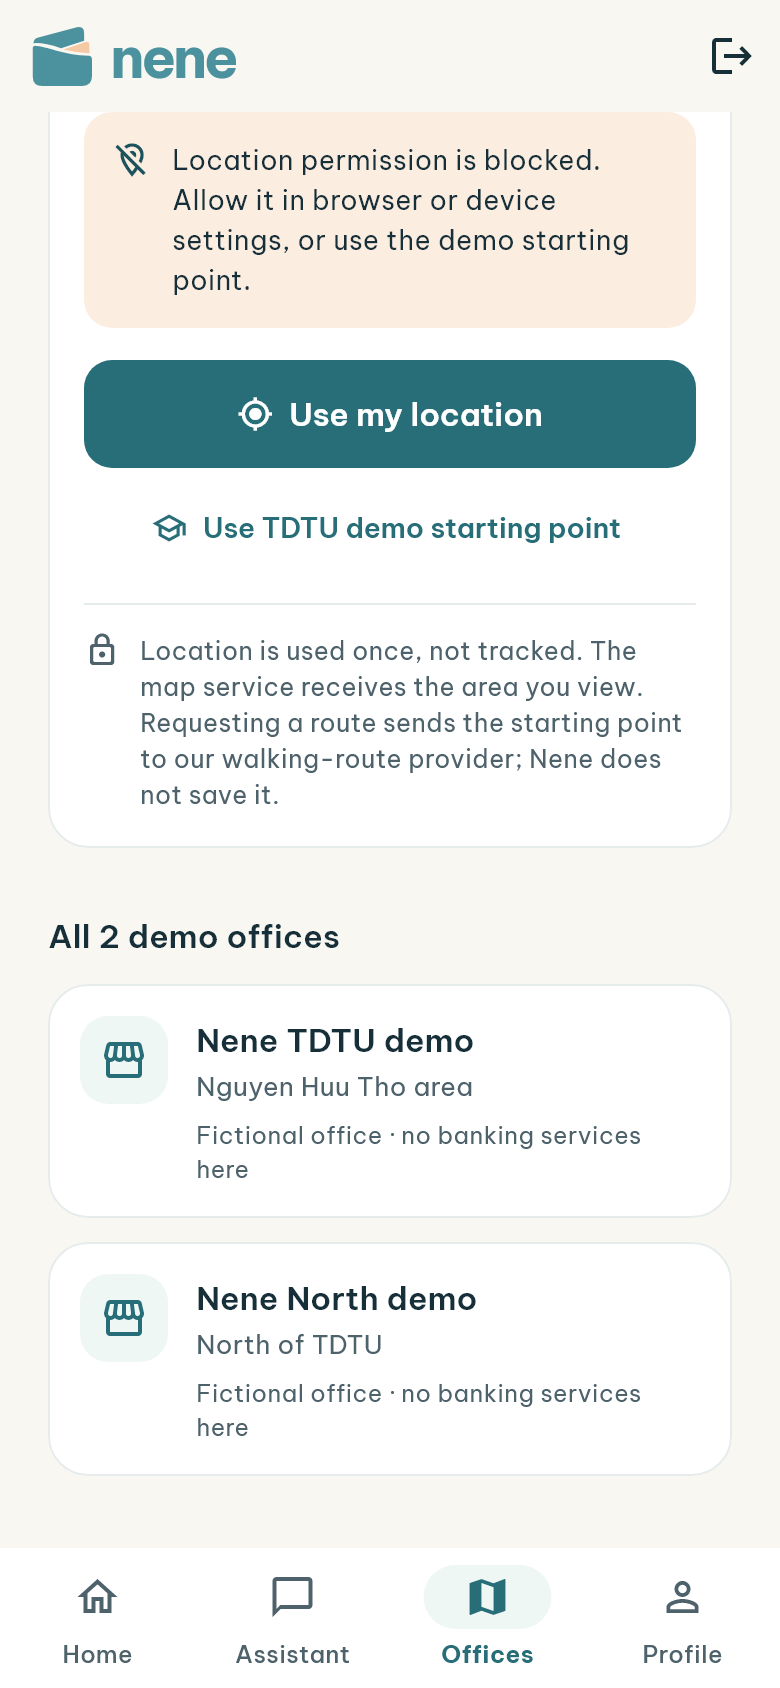 nene
Location permission is blocked.
Allow it in browser or device
settings, or use the demo starting
point.
Use my location
Use TDTU demo starting point
Location is used once, not tracked. The
map service receives the area you view.
Requesting a route sends the starting point
to our walking-route provider; Nene does
not save it.
All 2 demo offices
Nene TDTU demo
Nguyen Huu Tho area
Fictional office · no banking services
here
Nene North demo
North of TDTU
Fictional office · no banking services
here
Home
Assistant
Offices
Profile